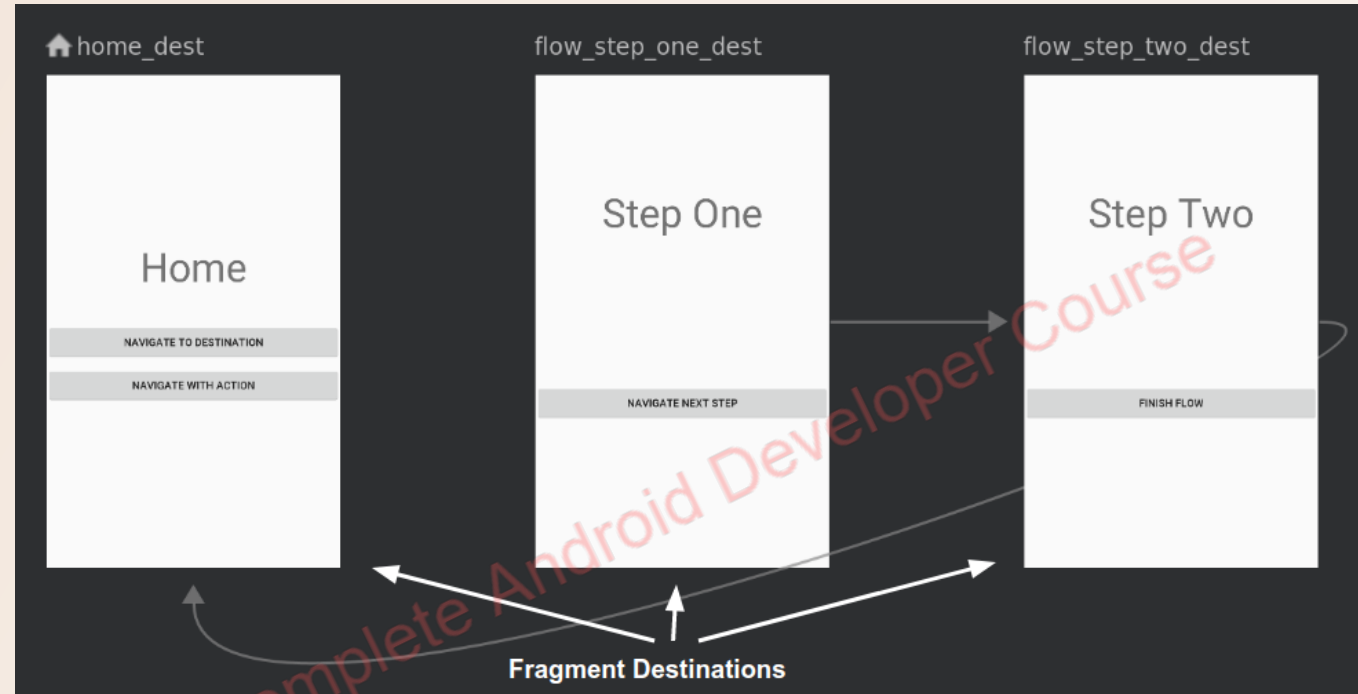 home_dest
flow_step_one_dest
flow_step_two_dest
Home
NAVIGATE TO DESTINATION
NAVIGATE WITH ACTION
Step One
NAVIGATE NEXT STEP
Step Two
FINISH FLOW
Android Developer Course
Fragment Destinations